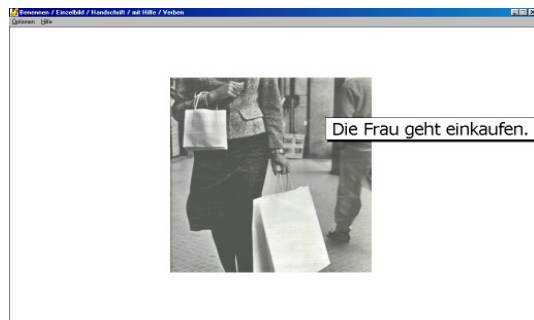 Benennen / Einzelbild / Handschrift / mit Hilfe / Verben
Optionen Hilfe
Die Frau geht einkaufen.